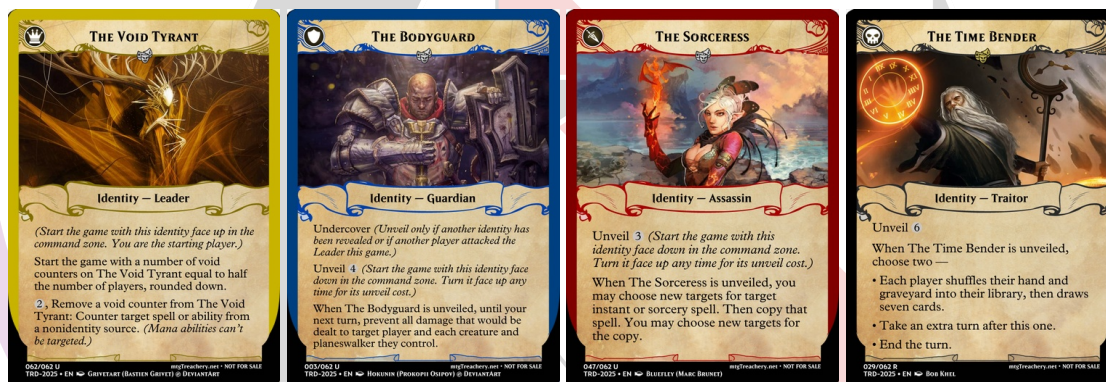 THE VOID TYRANT
Identity — Leader
(Start the game with this identity face up in the
command zone. You are the starting player.)
Start the game with a number of void
counters on The Void Tyrant equal to half
the number of players, rounded down.
2, Remove a void counter from The Void
Tyrant: Counter target spell or ability from
a nonidentity source. (Mana abilities can't
be targeted.)
062/062 U
mtgTreachery.net • NOT FOR SALE
TRD-2025 • EN GRIVETART (BASTIEN GRIVET) @ DEVIANTART
THE BODYGUARD
Identity — Guardian
Undercover (Unveil only if another identity has
been revealed or if another player attacked the
Leader this game.)
Unveil 4 (Start the game with this identity face
down in the command zone. Turn it face up any
time for its unveil cost.)
When The Bodyguard is unveiled, until your
next turn, prevent all damage that would be
dealt to target player and each creature and
planeswalker they control.
003/062 U
mtgTreachery.net • NOT FOR SALE
TRD-2025 • EN HOKUNIN (PROKOPII OSIPOV) @ DEVIANTART
THE SORCERESS
Identity — Assassin
Unveil 3 (Start the game with this
identity face down in the command zone.
Turn it face up any time for its unveil cost.)
When The Sorceress is unveiled, you
may choose new targets for target
instant or sorcery spell. Then copy that
spell. You may choose new targets for
the copy.
047/062 U
mtgTreachery.net • NOT FOR SALE
TRD-2025 • EN BLUEFLEY (MARC BRUNET)
THE TIME BENDER
Identity — Traitor
Unveil 6
When The Time Bender is unveiled,
choose two —
• Each player shuffles their hand and
graveyard into their library, then draws
seven cards.
• Take an extra turn after this one.
• End the turn.
029/062 R
mtgTreachery.net • NOT FOR SALE
TRD-2025 • EN BOB KHEL